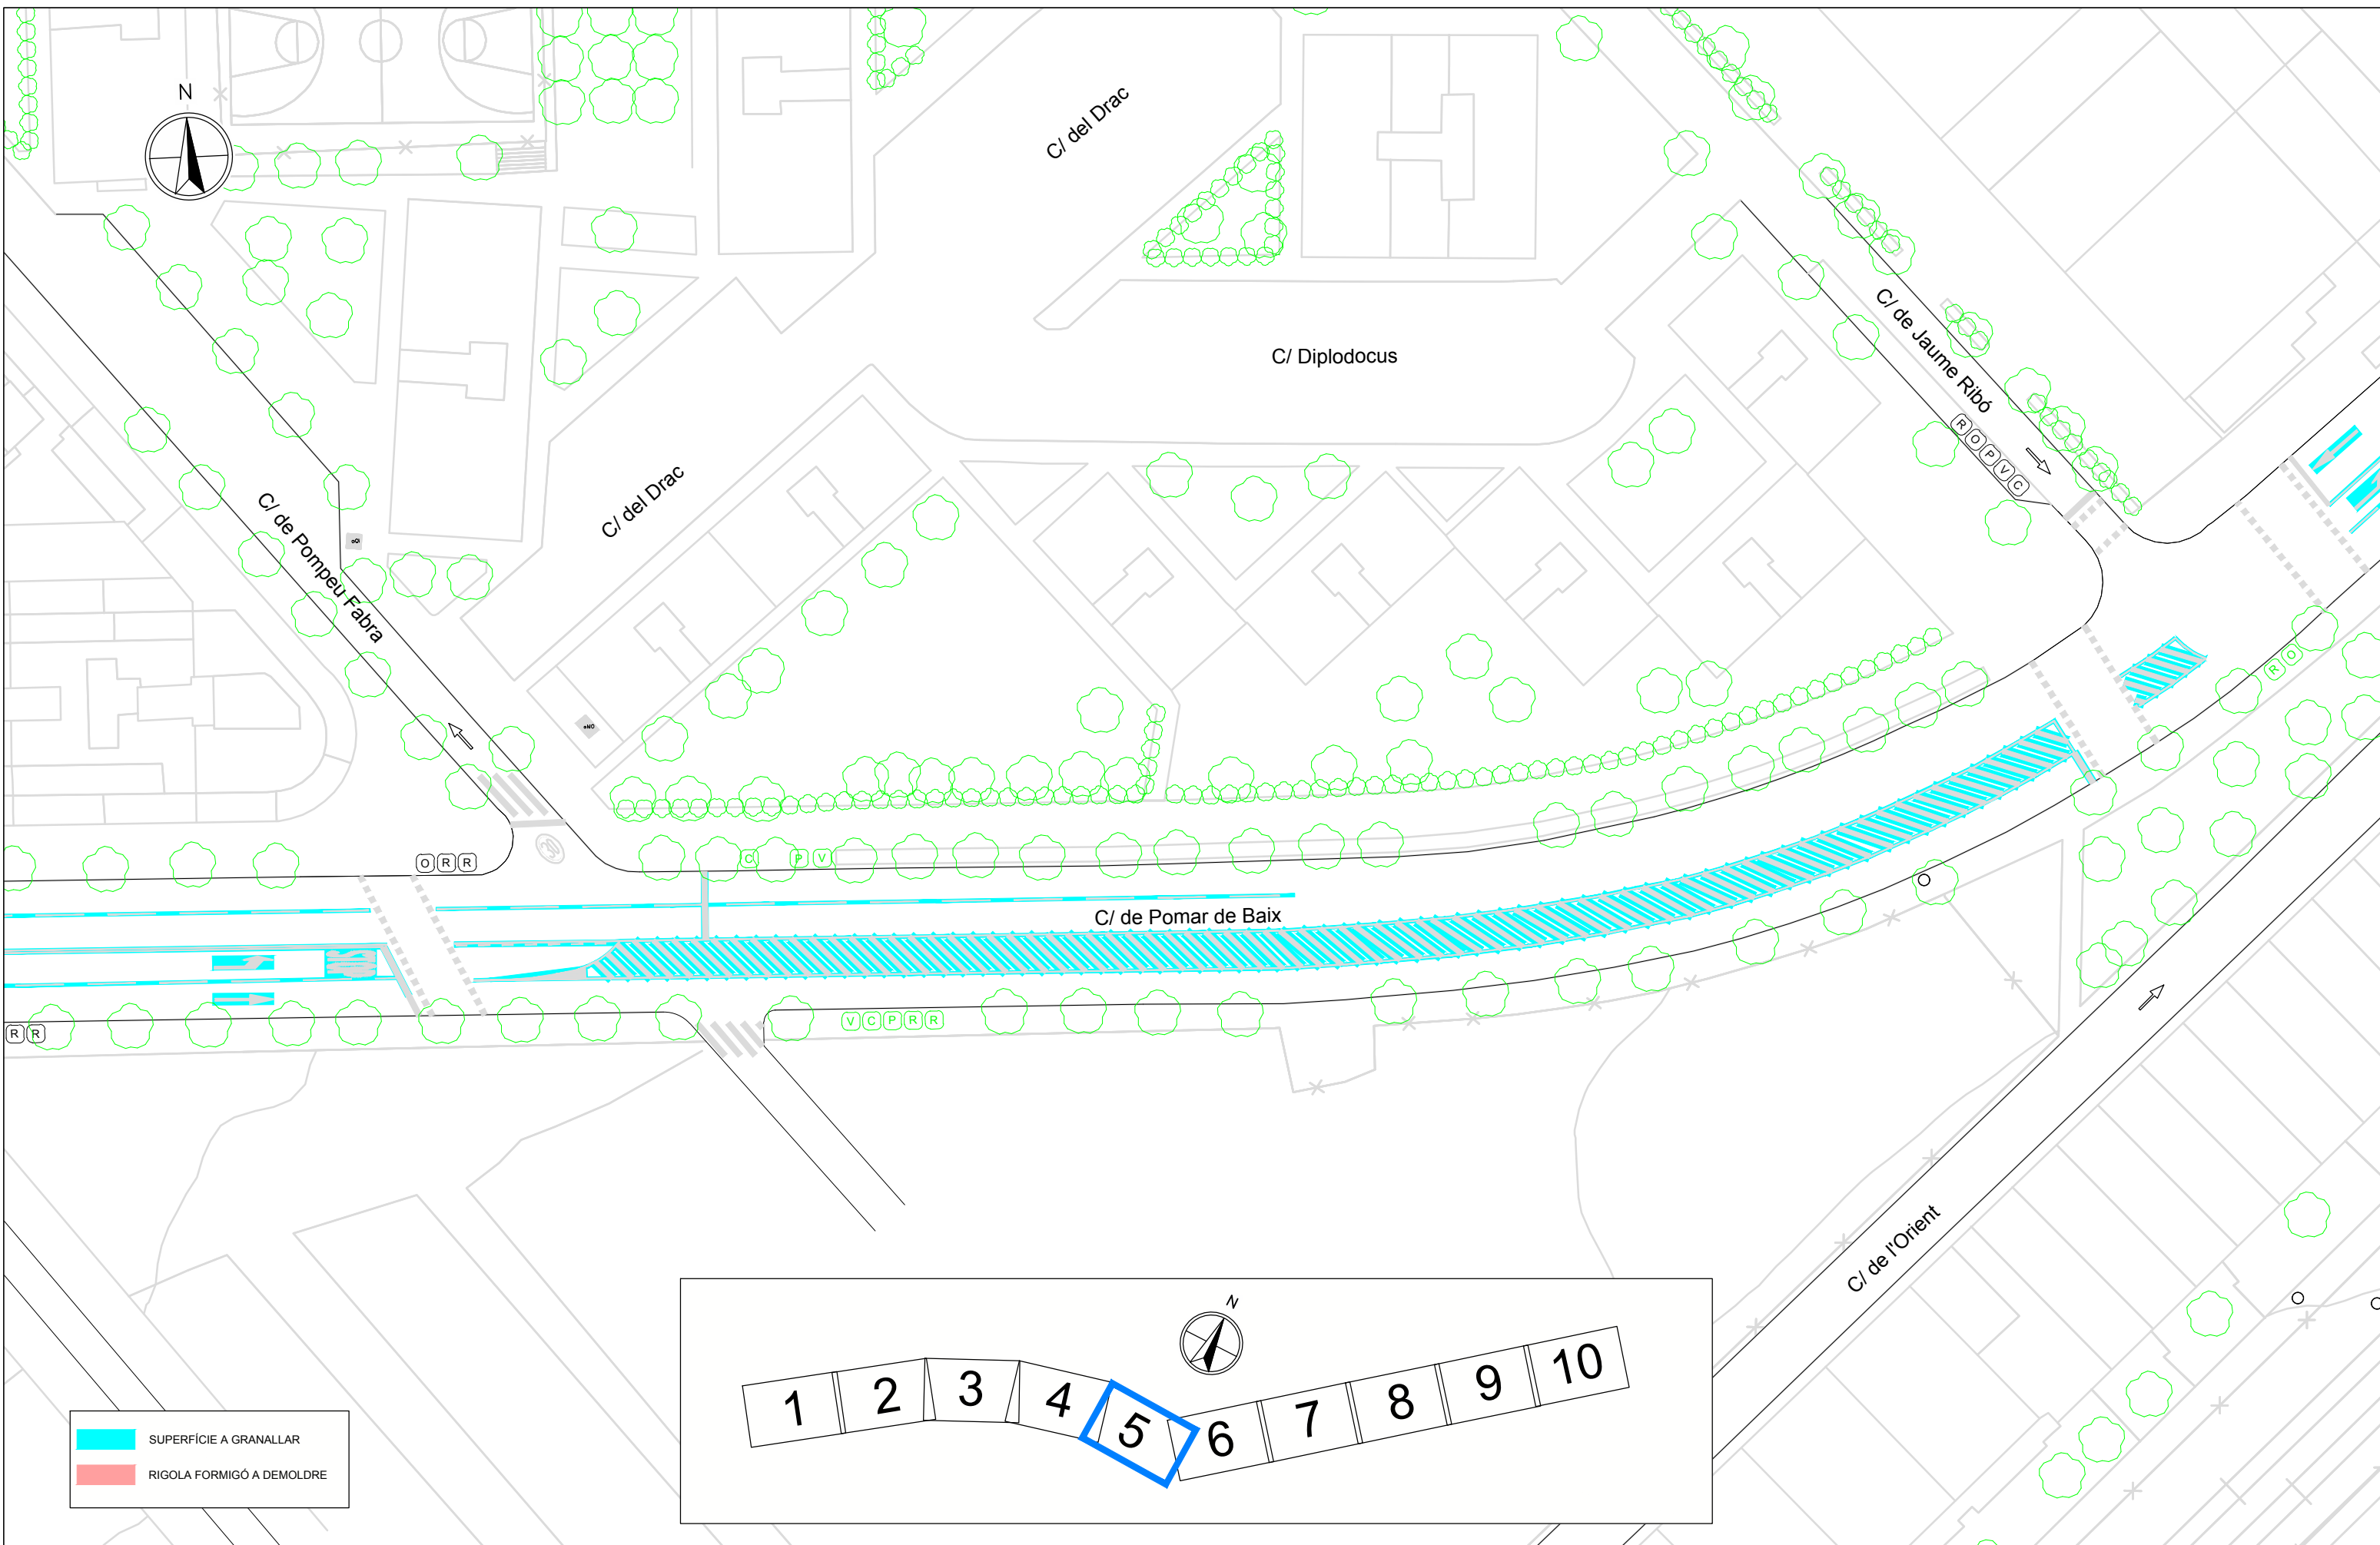 N
C/ del Drac
C/ Diplodocus
C/ de Jaume Ribó
R O P V C
C/ del Drac
C/ de Pompeu Fabra
R O
30
O R R
C P V
C/ de Pomar de Baix
V C P R R
R R
C/ de l'Orient
N
1 2 3 4 5 6 7 8 9 10
SUPERFÍCIE A GRANALLAR
RIGOLA FORMIGÓ A DEMOLDRE